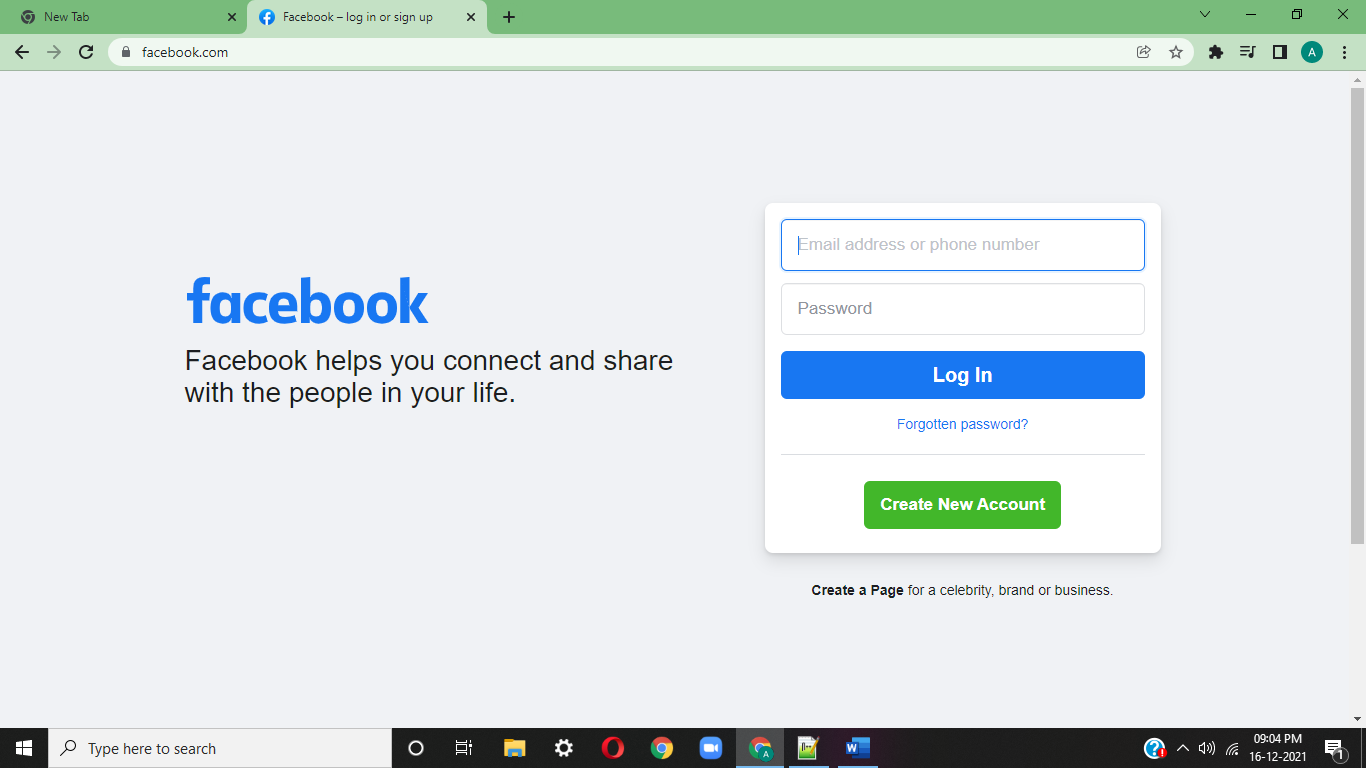 New Tab
Facebook – log in or sign up
facebook.com
A
facebook
Facebook helps you connect and share
with the people in your life.
Email address or phone number
Password
Log In
Forgotten password?
Create New Account
Create a Page for a celebrity, brand or business.
Type here to search
A
W
09:04 PM
16-12-2021
1